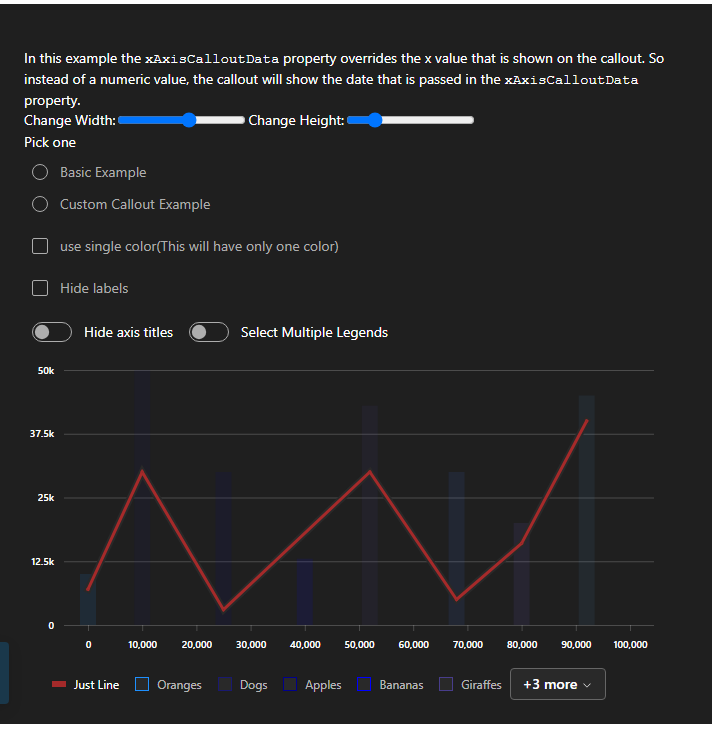 In this example the xAxisCalloutData property overrides the x value that is shown on the callout. So
instead of a numeric value, the callout will show the date that is passed in the xAxisCalloutData
property.
Change Width: Change Height:
Pick one
Basic Example
Custom Callout Example
use single color(This will have only one color)
Hide labels
Hide axis titles Select Multiple Legends
50k
37.5k
25k
12.5k
0
0 10,000 20,000 30,000 40,000 50,000 60,000 70,000 80,000 90,000 100,000
Just Line Oranges Dogs Apples Bananas Giraffes +3 more